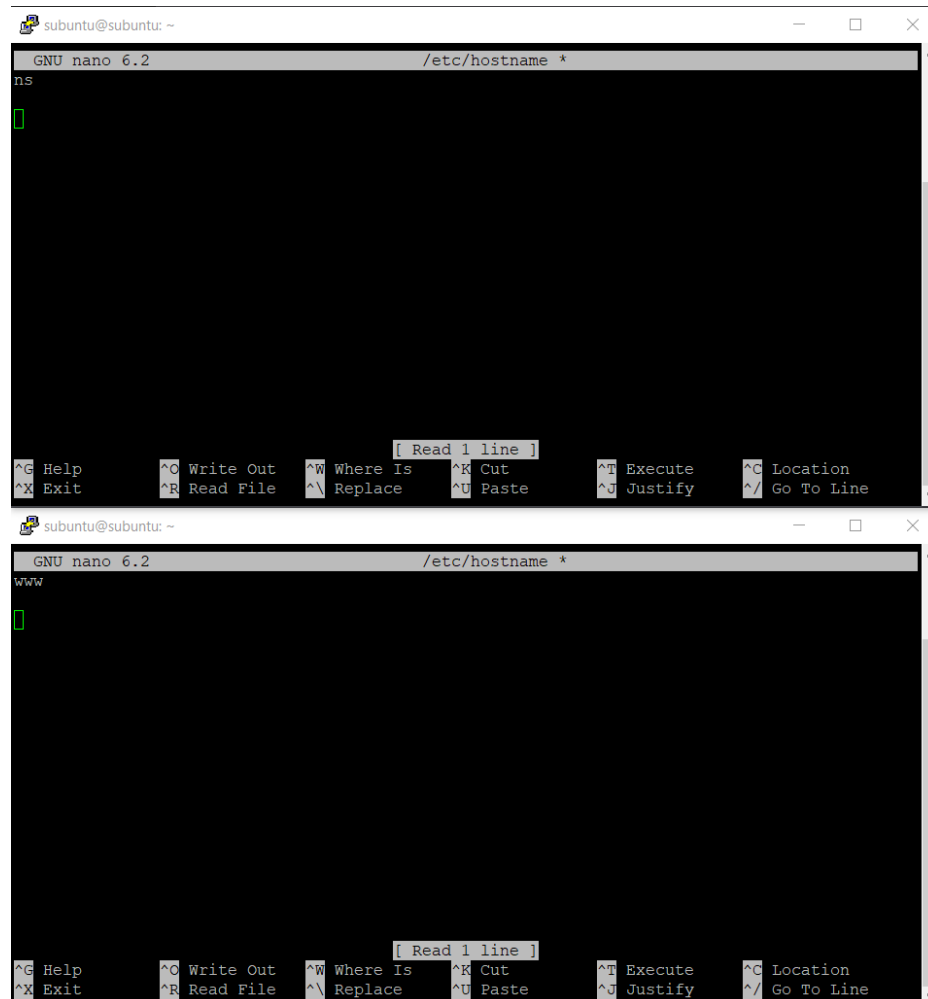 subuntu@subuntu: ~
GNU nano 6.2 /etc/hostname *
ns
[ Read 1 line ]
^G Help ^O Write Out ^W Where Is ^K Cut ^T Execute ^C Location
^X Exit ^R Read File ^\ Replace ^U Paste ^J Justify ^/ Go To Line
subuntu@subuntu: ~
GNU nano 6.2 /etc/hostname *
www
[ Read 1 line ]
^G Help ^O Write Out ^W Where Is ^K Cut ^T Execute ^C Location
^X Exit ^R Read File ^\ Replace ^U Paste ^J Justify ^/ Go To Line